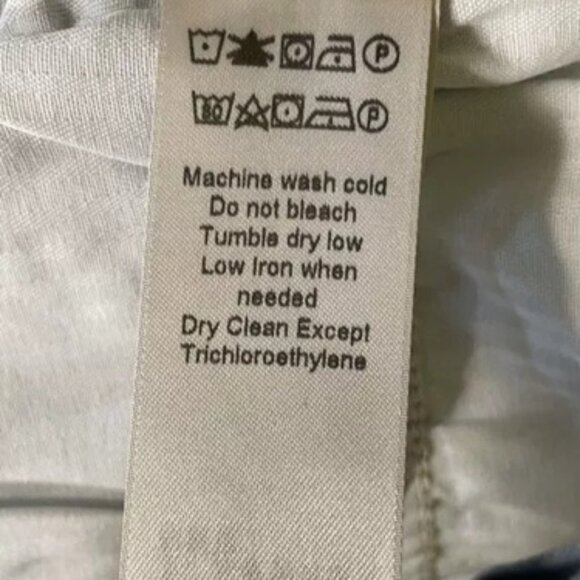 P
P
Machine wash cold
Do not bleach
Tumble dry low
Low Iron when
needed
Dry Clean Except
Trichloroethylene